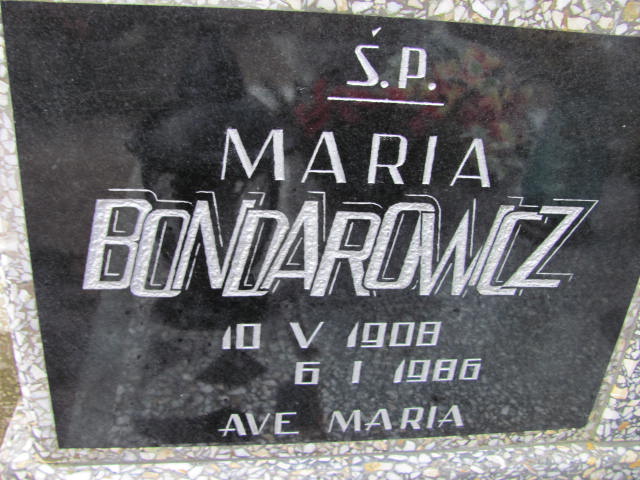 Ś.P.
MARIA
BONDAROWICZ
10 V 1908
6 I 1986
AVE MARIA